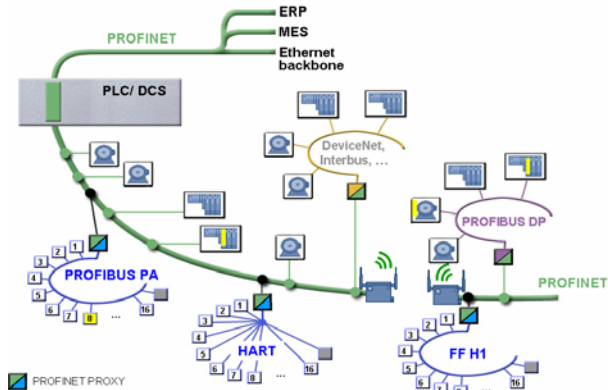 ERP
PROFINET
MES
Ethernet
backbone
PLC/ DCS
DeviceNet,
Interbus, ...
PROFIBUS DP
PROFIBUS PA
1
2
3
4
5
6
7
8
...
16
PROFINET
HART
1
2
3
4
5
6
7
8
...
16
FF H1
1
2
3
4
5
6
7
8
...
16
PROFINET PROXY